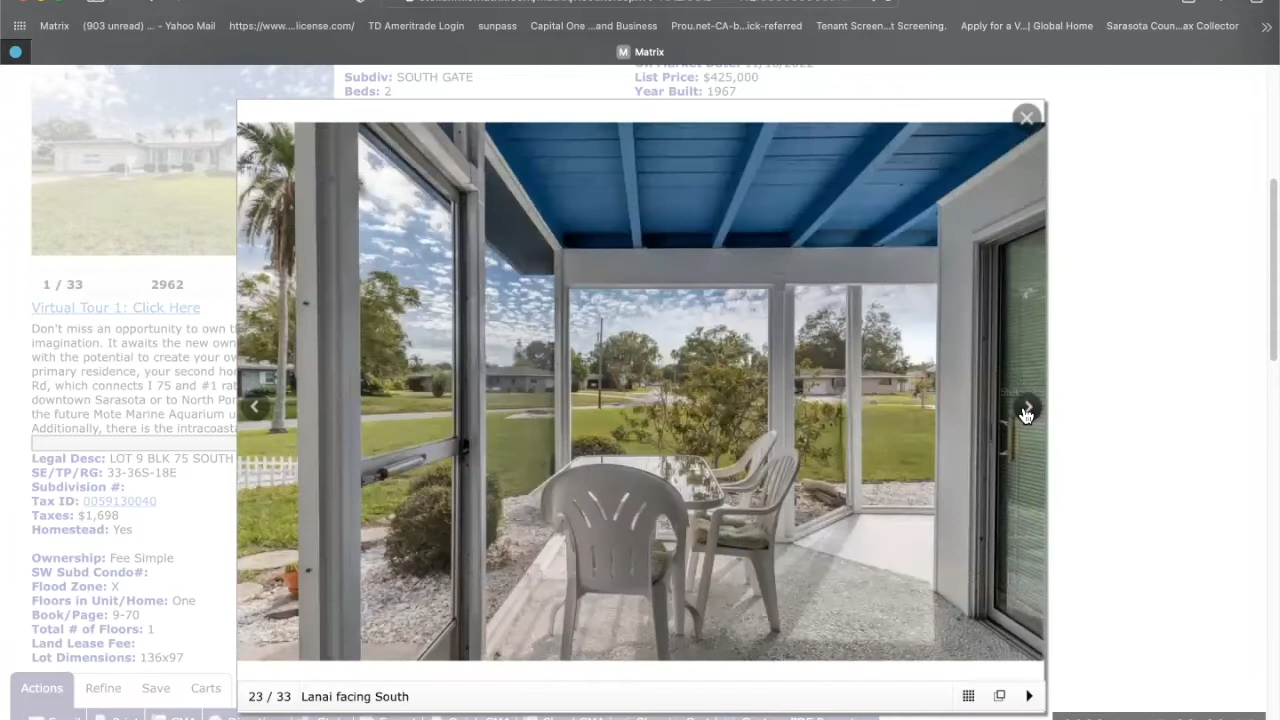 Matrix
(903 unread) ... - Yahoo Mail
https://www....license.com/
TD Ameritrade Login
sunpass
Capital One ...and Business
Prou.net-CA-b...ick-referred
Tenant Screen...t Screening.
Apply for a V...| Global Home
Sarasota Coun...ax Collector
M Matrix
Subdiv: SOUTH GATE
List Price: $425,000
Beds: 2
Year Built: 1967
1 / 33
2962
Virtual Tour 1: Click Here
Don't miss an opportunity to own t
imagination. It awaits the new own
with the potential to create your ow
primary residence, your second ho
Rd, which connects I 75 and #1 rat
downtown Sarasota or to North Por
the future Mote Marine Aquarium u
Additionally, there is the intracoasta
Legal Desc: LOT 9 BLK 75 SOUTH
SE/TP/RG: 33-36S-18E
Subdivision #:
Tax ID: 0059130040
Taxes: $1,698
Homestead: Yes
Ownership: Fee Simple
SW Subd Condo#:
Flood Zone: X
Floors in Unit/Home: One
Book/Page: 9-70
Total # of Floors: 1
Land Lease Fee:
Lot Dimensions: 136x97
Actions
Refine
Save
Carts
23 / 33 Lanai facing South